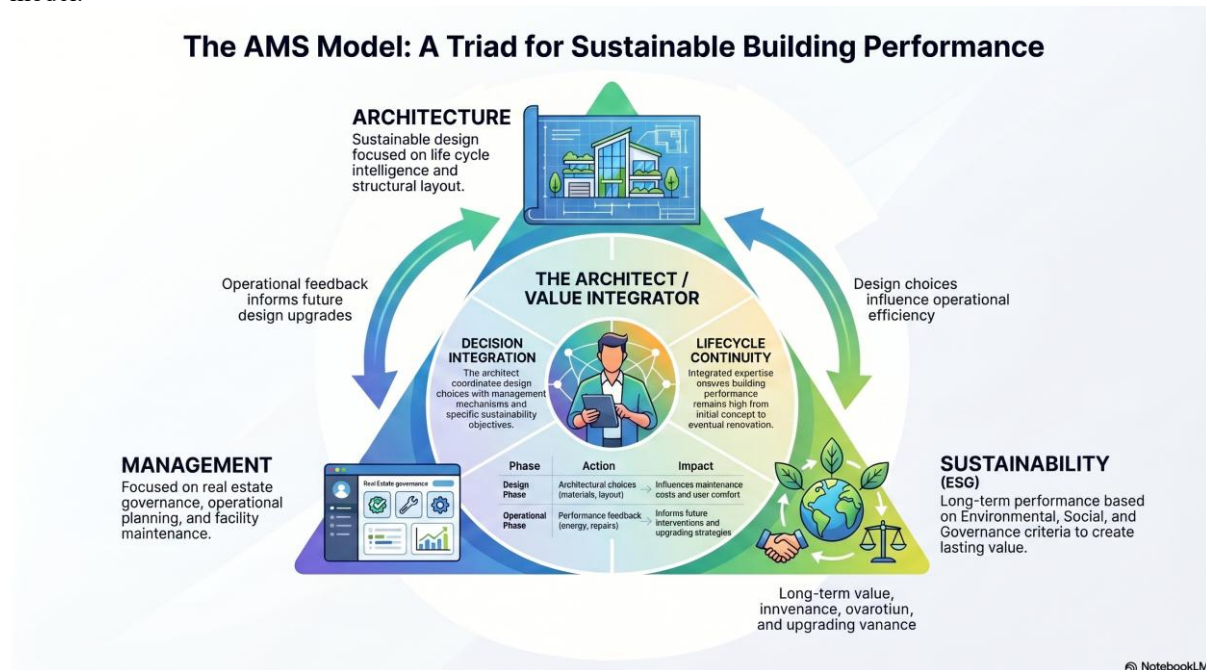 model.
The AMS Model: A Triad for Sustainable Building Performance
ARCHITECTURE
Sustainable design
focused on life cycle
intelligence and
structural layout.
Operational feedback
informs future
design upgrades
Design choices
influence operational
efficiency
THE ARCHITECT /
VALUE INTEGRATOR
DECISION
INTEGRATION
The architect
coordinatee design
choices with management
mechanisms and
specific sustainability
objectives.
LIFECYCLE
CONTINUITY
Integrated expertise
onswes building
performance
remains high from
initial concept to
eventual renovation.
Phase Action Impact
Design Architectural choices Influences maintenance
Phase (materials, layout) costs and user comfort
Operational Performance feedback Informs future
Phase (energy, repairs) interventions and
upgrading strategies
MANAGEMENT
Focused on real estate
governance, operational
planning, and facility
maintenance.
Real Estate governance
SUSTAINABILITY
(ESG)
Long-term performance
based on Environmental, Social, and
Governance criteria to create
lasting value.
Long-term value,
innvenance, ovarotiun,
and upgrading vanance
NotebookLM